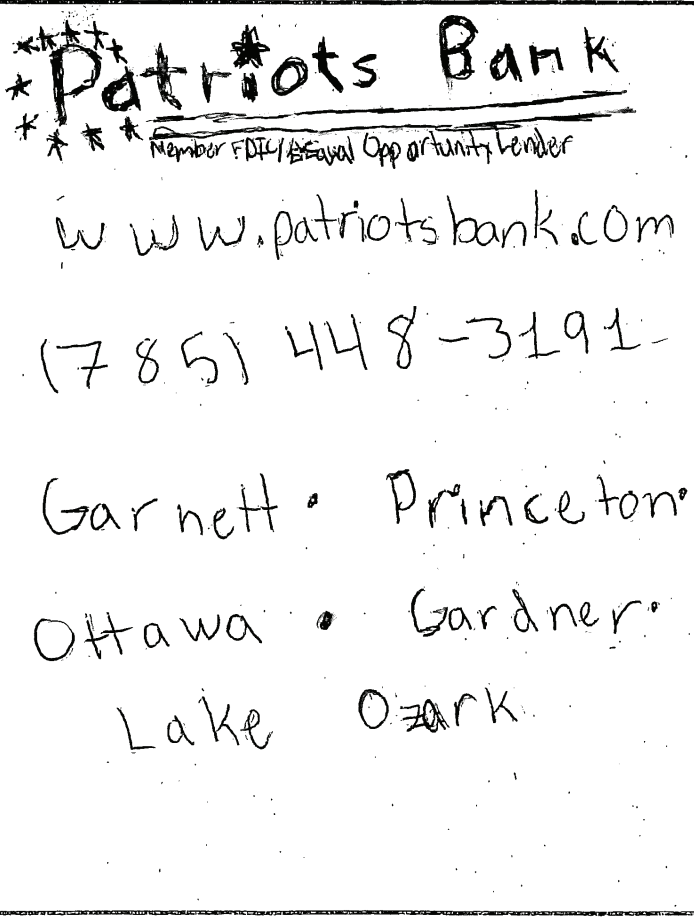 Patriots Bank
Member FDIC/Equal Opportunity Lender
www.patriotsbank.com
(785) 448-3191
Garnett • Princeton •
Ottawa • Gardner •
Lake Ozark